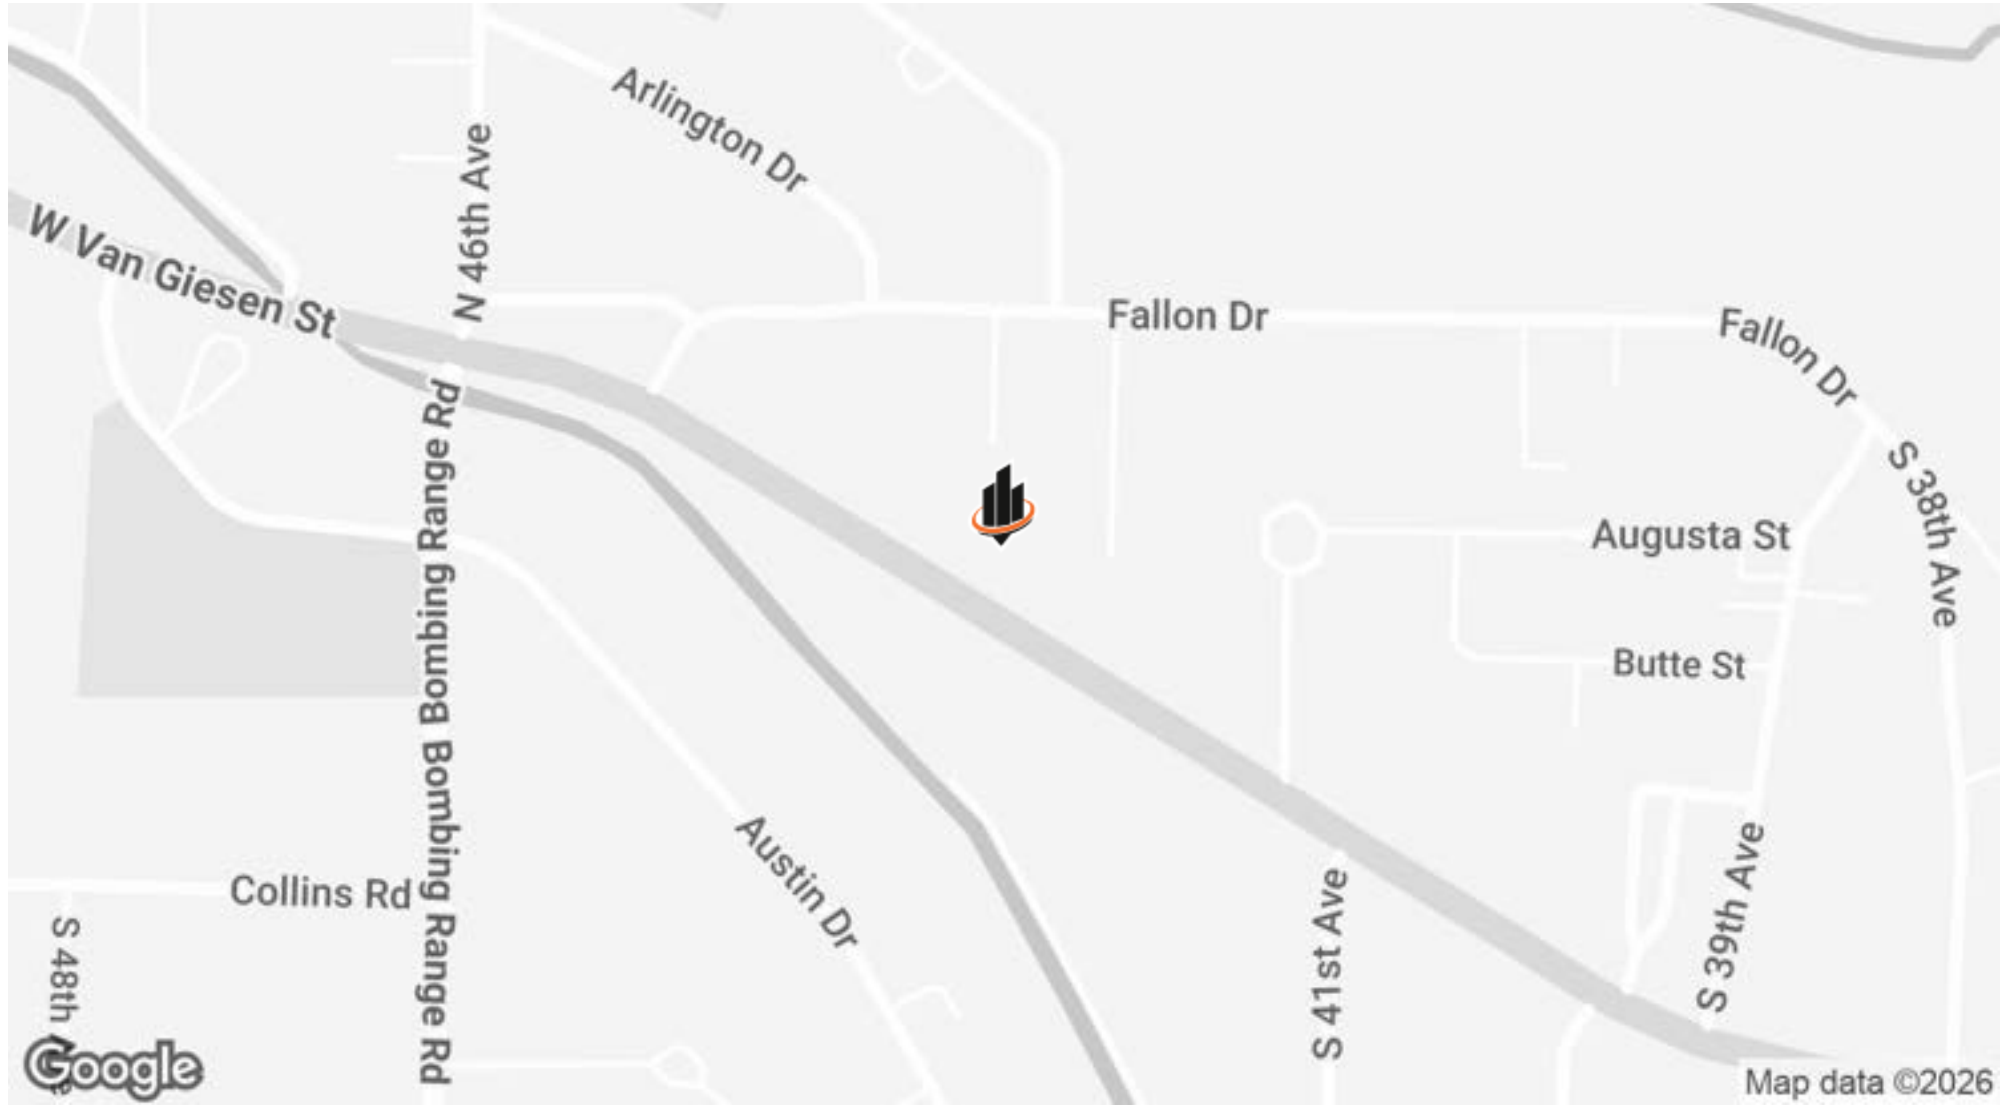 Arlington Dr
N 46th Ave
W Van Giesen St
Fallon Dr
Fallon Dr
Bombing Range Rd
S 38th Ave
Augusta St
Butte St
Bombing Range Rd
Austin Dr
S 39th Ave
Collins Rd
S 41st Ave
S 48th Ave
Google
Map data ©2026